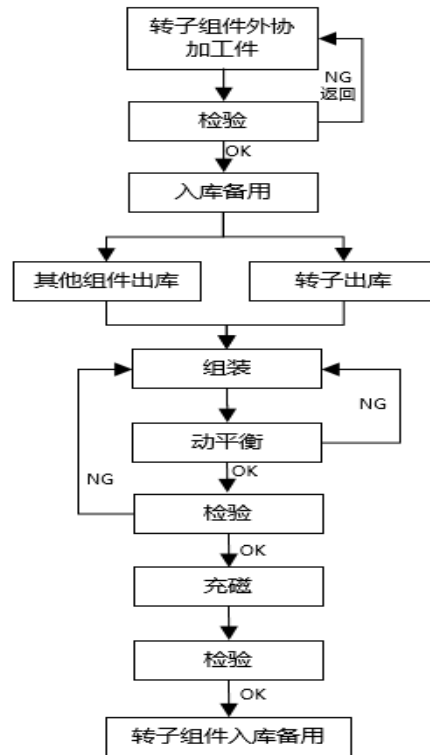 转子组件外协
加工件
NG
返回
检验
OK
入库备用
其他组件出库
转子出库
组装
NG
动平衡
OK
NG
检验
OK
充磁
检验
OK
转子组件入库备用